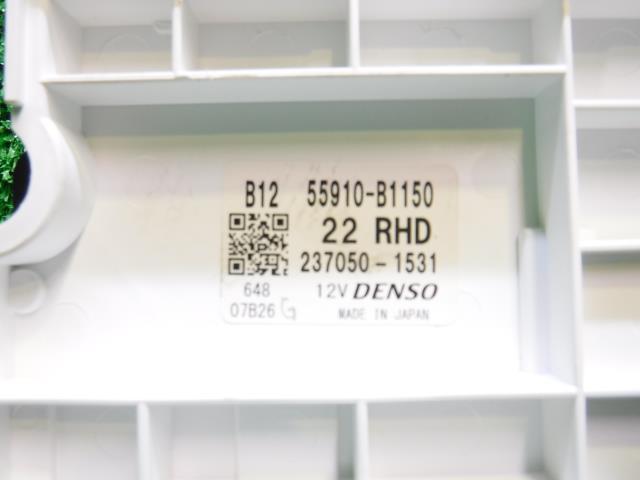 B12 55910-B1150
22 RHD
237050-1531
648 12V DENSO
07B26 G MADE IN JAPAN